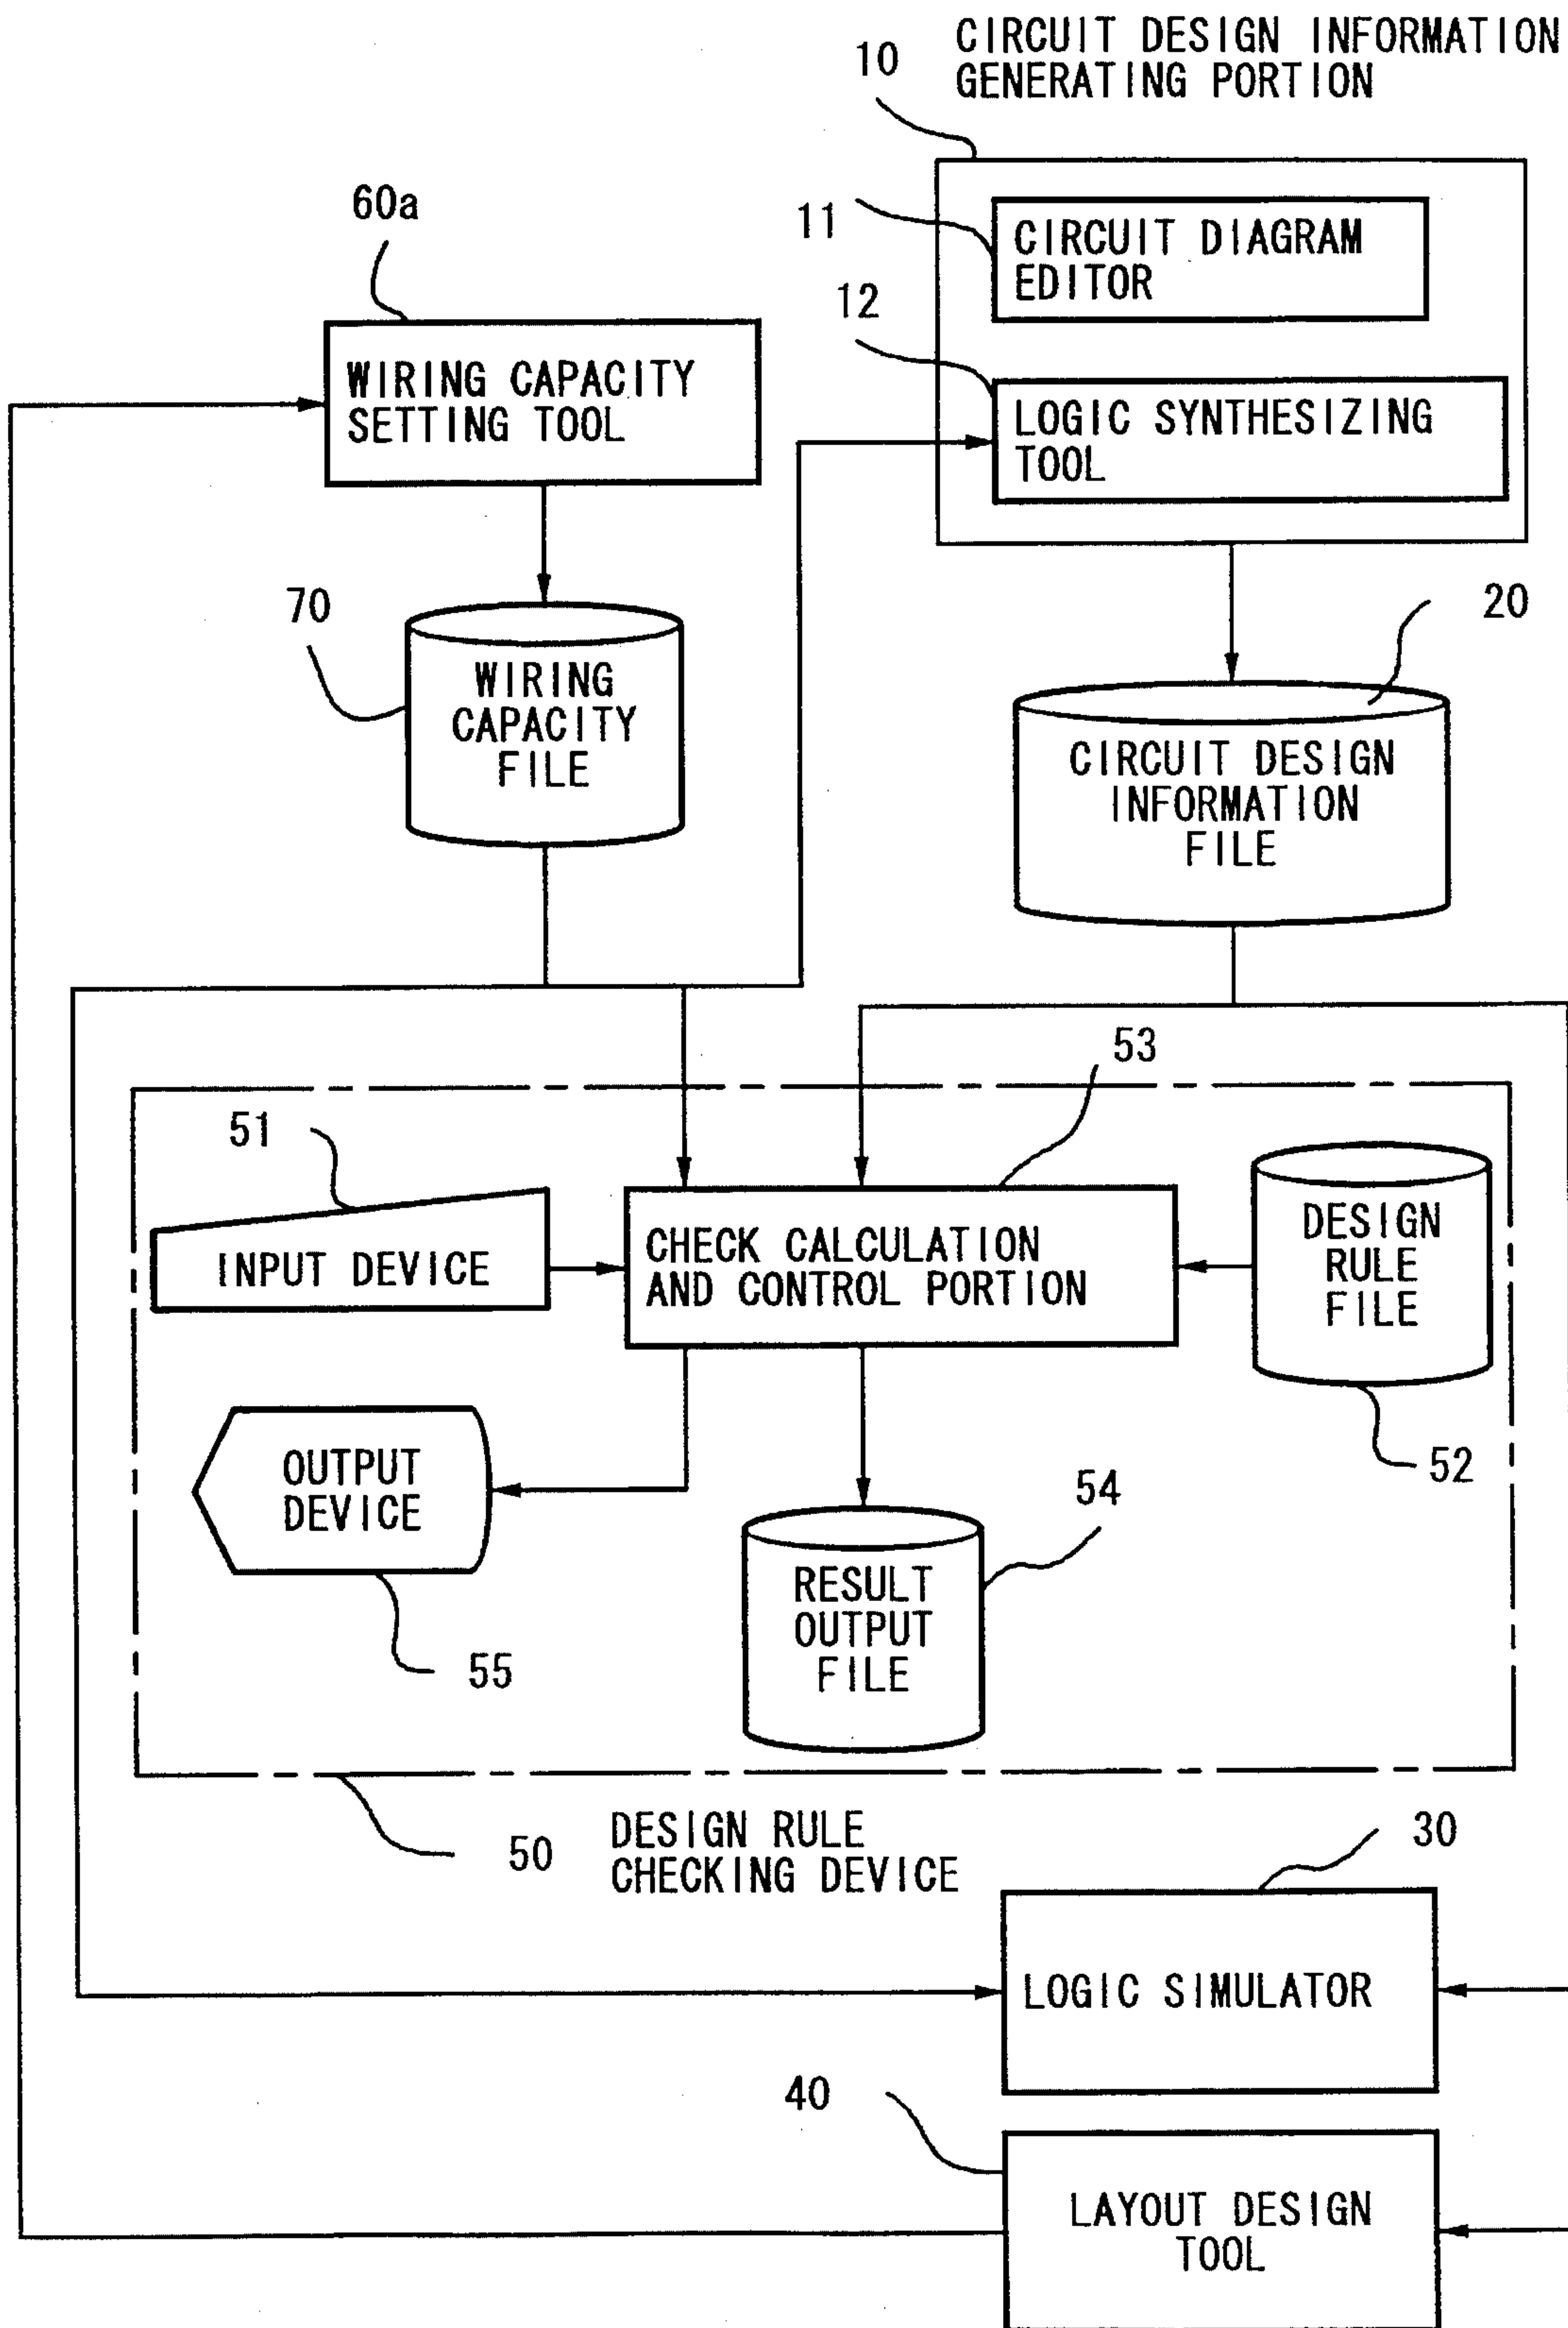 CIRCUIT DESIGN INFORMATION
GENERATING PORTION
10
11
CIRCUIT DIAGRAM
EDITOR
12
LOGIC SYNTHESIZING
TOOL
60a
WIRING CAPACITY
SETTING TOOL
70
WIRING
CAPACITY
FILE
20
CIRCUIT DESIGN
INFORMATION
FILE
53
51
INPUT DEVICE
CHECK CALCULATION
AND CONTROL PORTION
DESIGN
RULE
FILE
52
OUTPUT
DEVICE
55
54
RESULT
OUTPUT
FILE
50
DESIGN RULE
CHECKING DEVICE
30
LOGIC SIMULATOR
40
LAYOUT DESIGN
TOOL